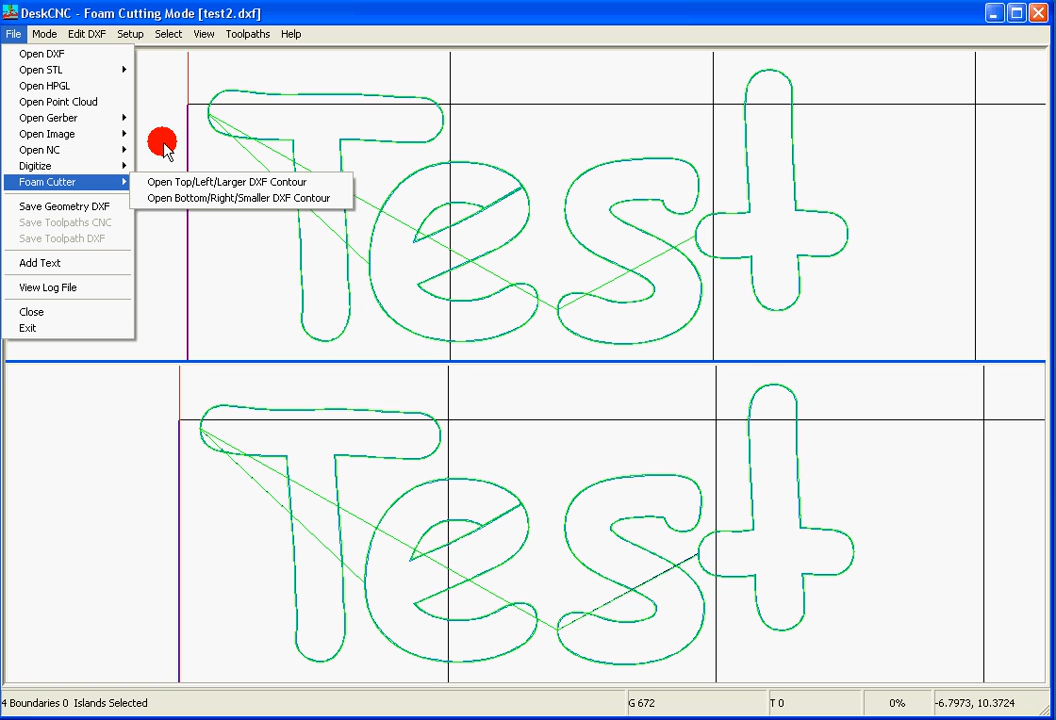 DeskCNC - Foam Cutting Mode [test2.dxf]
File Mode Edit DXF Setup Select View Toolpaths Help
Open DXF
Open STL
Open HPGL
Open Point Cloud
Open Gerber
Open Image
Open NC
Digitize
Foam Cutter
Open Top/Left/Larger DXF Contour
Open Bottom/Right/Smaller DXF Contour
Save Geometry DXF
Save Toolpaths CNC
Save Toolpath DXF
Add Text
View Log File
Close
Exit
Test
Test
4 Boundaries 0 Islands Selected G 672 T 0 0% -6.7973, 10.3724